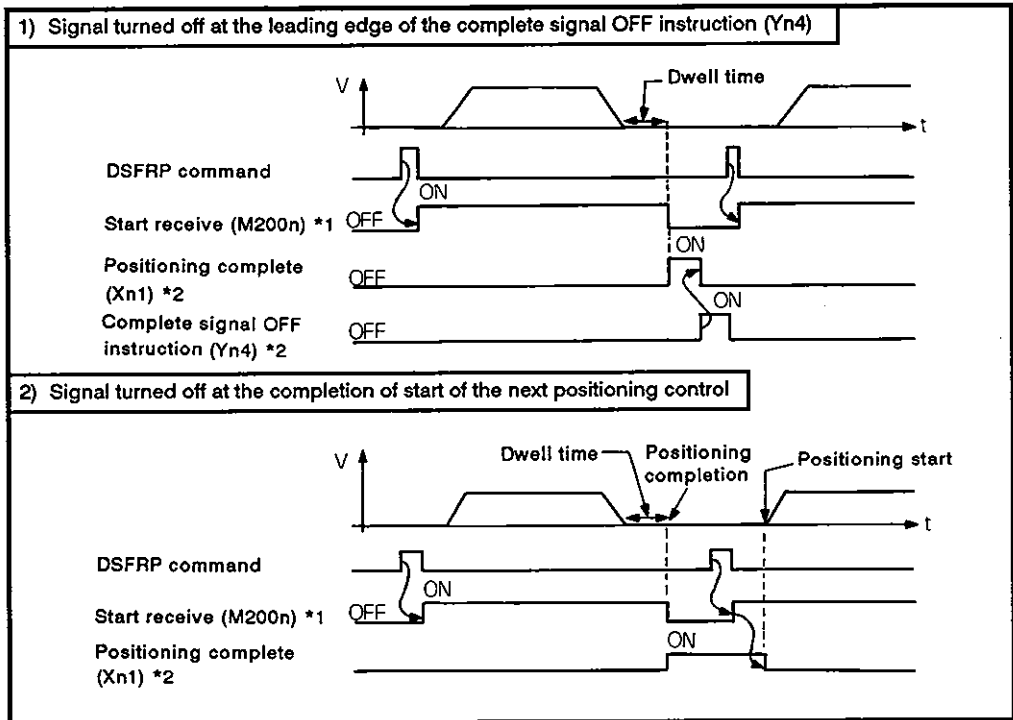 1) Signal turned off at the leading edge of the complete signal OFF instruction (Yn4)
V
Dwell time
t
DSFRP command
ON
Start receive (M200n) *1
OFF
ON
Positioning complete
(Xn1) *2
OFF
ON
Complete signal OFF
instruction (Yn4) *2
OFF
2) Signal turned off at the completion of start of the next positioning control
V
Dwell time
Positioning
completion
Positioning start
t
DSFRP command
ON
Start receive (M200n) *1
OFF
ON
Positioning complete
(Xn1) *2